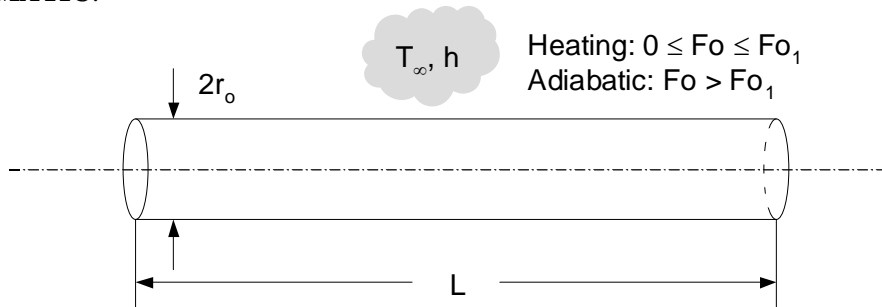 T∞, h
Heating: 0 ≤ Fo ≤ Fo₁
Adiabatic: Fo > Fo₁
2rₒ
L